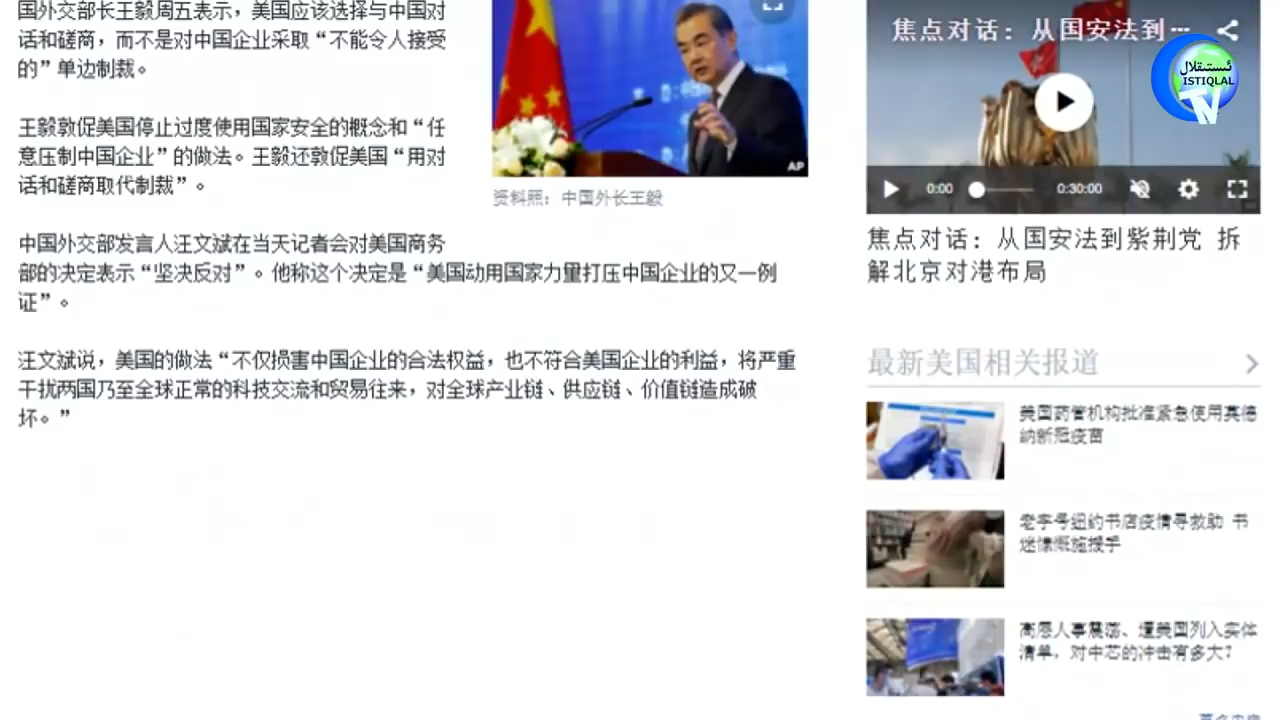 国外交部长王毅周五表示，美国应该选择与中国对
话和磋商，而不是对中国企业采取“不能令人接受
的”单边制裁。
王毅敦促美国停止过度使用国家安全的概念和“任
意压制中国企业”的做法。王毅还敦促美国“用对
话和磋商取代制裁”。
中国外交部发言人汪文斌在当天记者会对美国商务
部的决定表示“坚决反对”。他称这个决定是“美国动用国家力量打压中国企业的又一例
证”。
汪文斌说，美国的做法“不仅损害中国企业的合法权益，也不符合美国企业的利益，将严重
干扰两国乃至全球正常的科技交流和贸易往来，对全球产业链、供应链、价值链造成破
坏。”
AP
资料照：中国外长王毅
焦点对话：从国安法到…
ئىستىقلال
ISTIQLAL
TV
0:00
0:30:00
焦点对话：从国安法到紫荆党 拆
解北京对港布局
最新美国相关报道
美国药管机构批准紧急使用莫德
纳新冠疫苗
老字号纽约书店疫情寻救助 书
迷慷慨施援手
高层人事震荡、遭美国列入实体
清单，对中芯的冲击有多大？